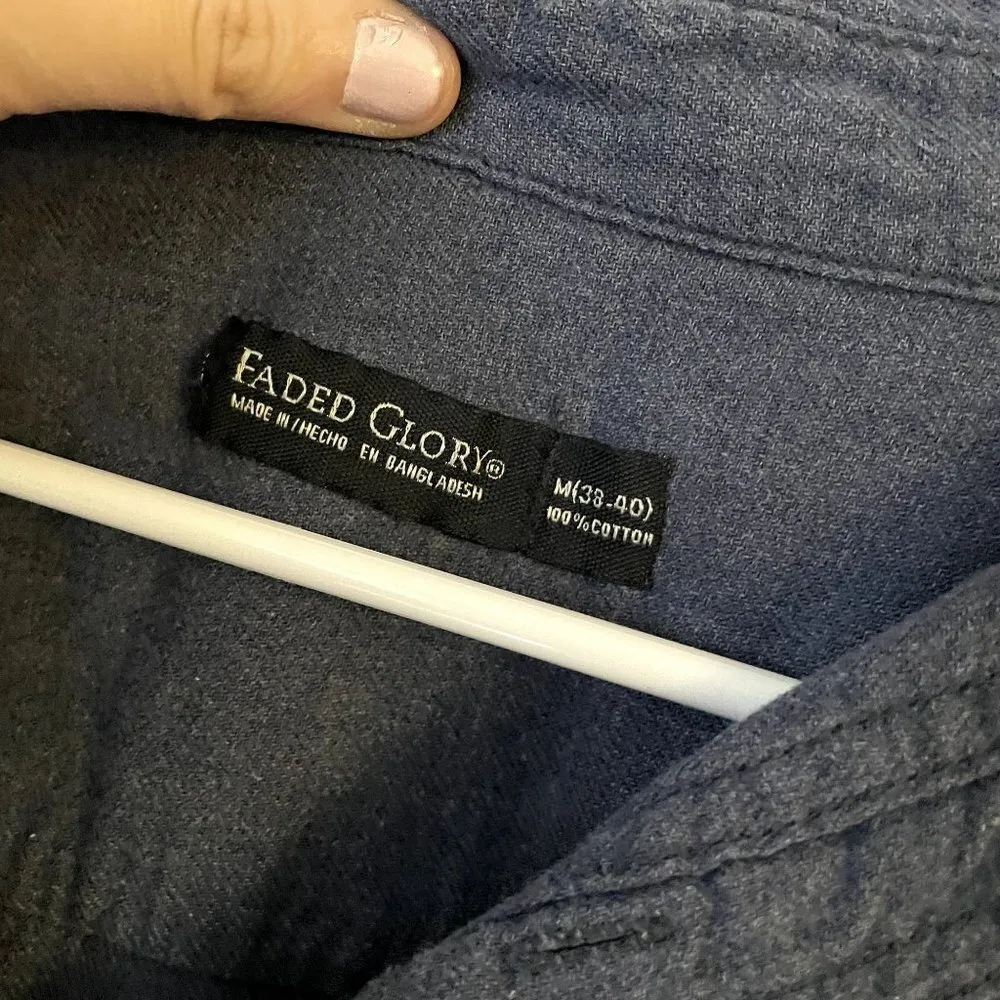 FADED GLORY®
MADE IN/HECHO EN BANGLADESH
M(38-40)
100%COTTON